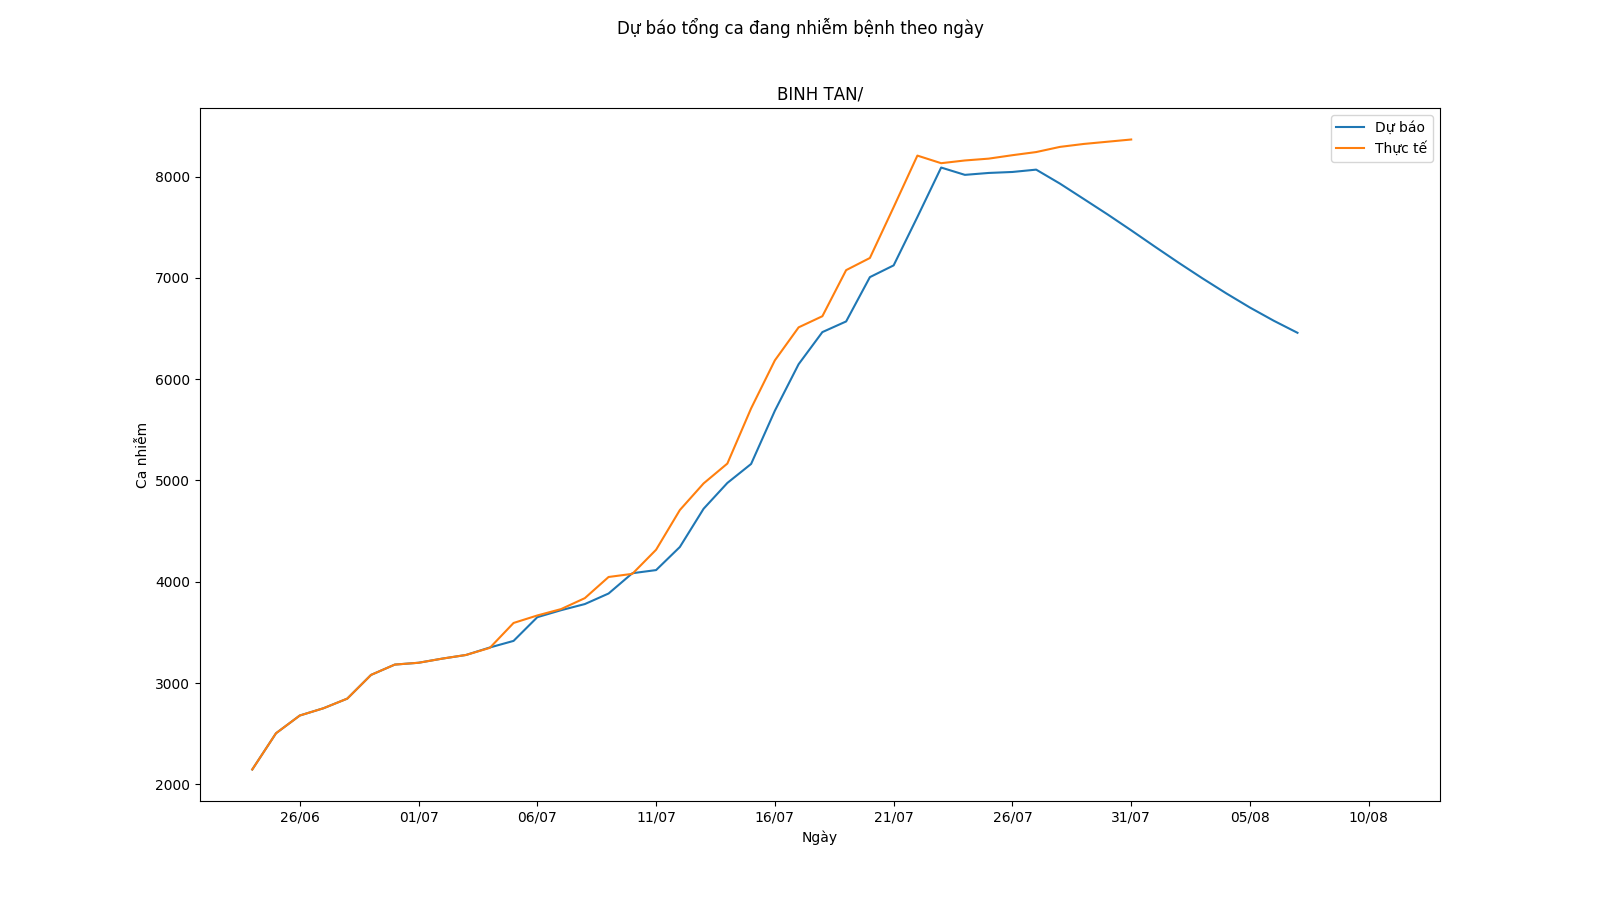 Dự báo tổng ca đang nhiễm bệnh theo ngày
BINH TAN/
Dự báo
Thực tế
8000
7000
6000
5000
4000
3000
2000
Ca nhiễm
26/06
01/07
06/07
11/07
16/07
21/07
26/07
31/07
05/08
10/08
Ngày